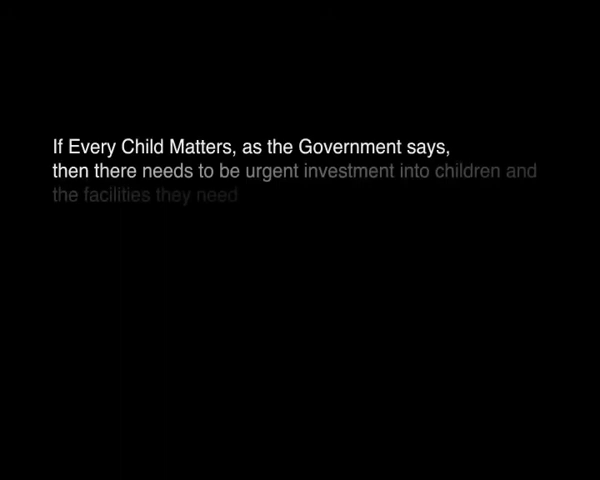 If Every Child Matters, as the Government says,
then there needs to be urgent investment into children and
the facilities they need